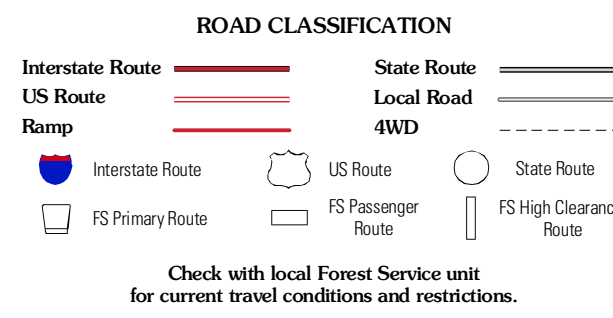 ROAD CLASSIFICATION
Interstate Route
State Route
US Route
Local Road
Ramp
4WD
Interstate Route
US Route
State Route
FS Primary Route
FS Passenger
Route
FS High Clearanc
Route
Check with local Forest Service unit
for current travel conditions and restrictions.